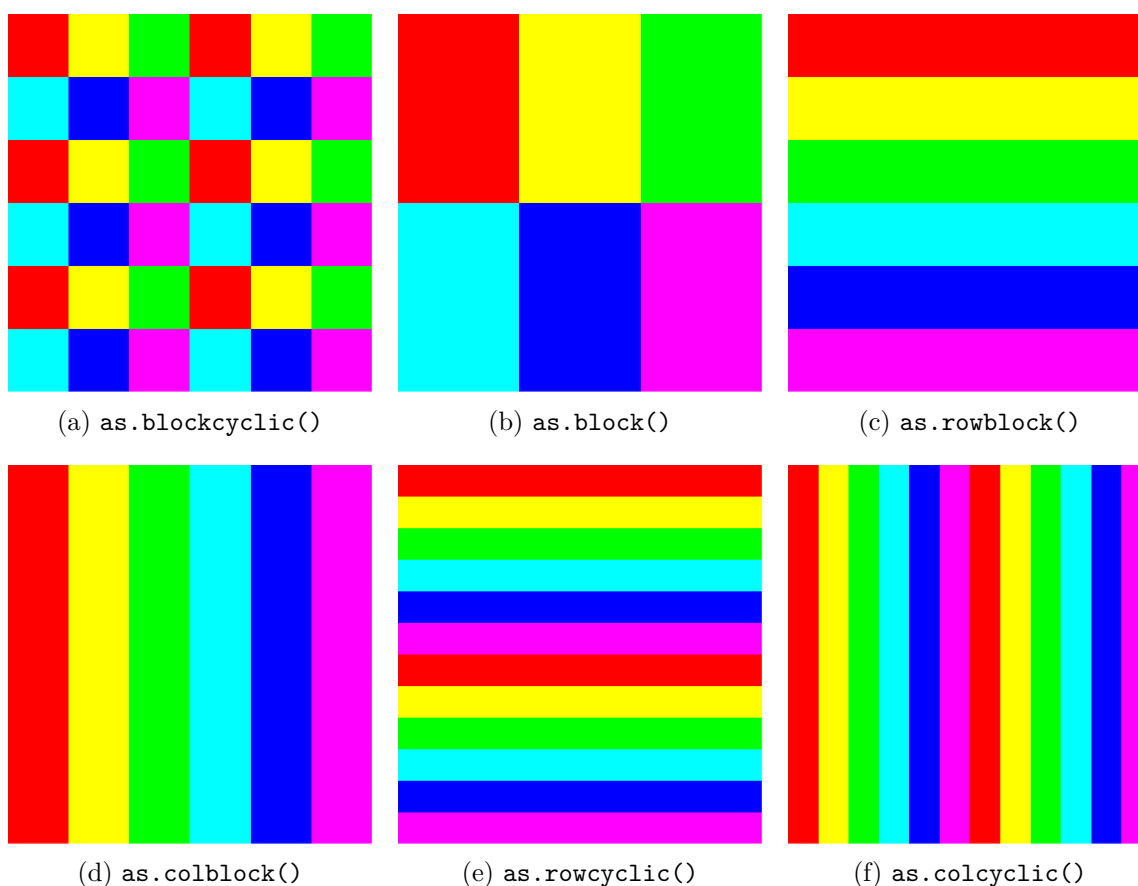 (a) as.blockcyclic()
(b) as.block()
(c) as.rowblock()
(d) as.colblock()
(e) as.rowcyclic()
(f) as.colcyclic()